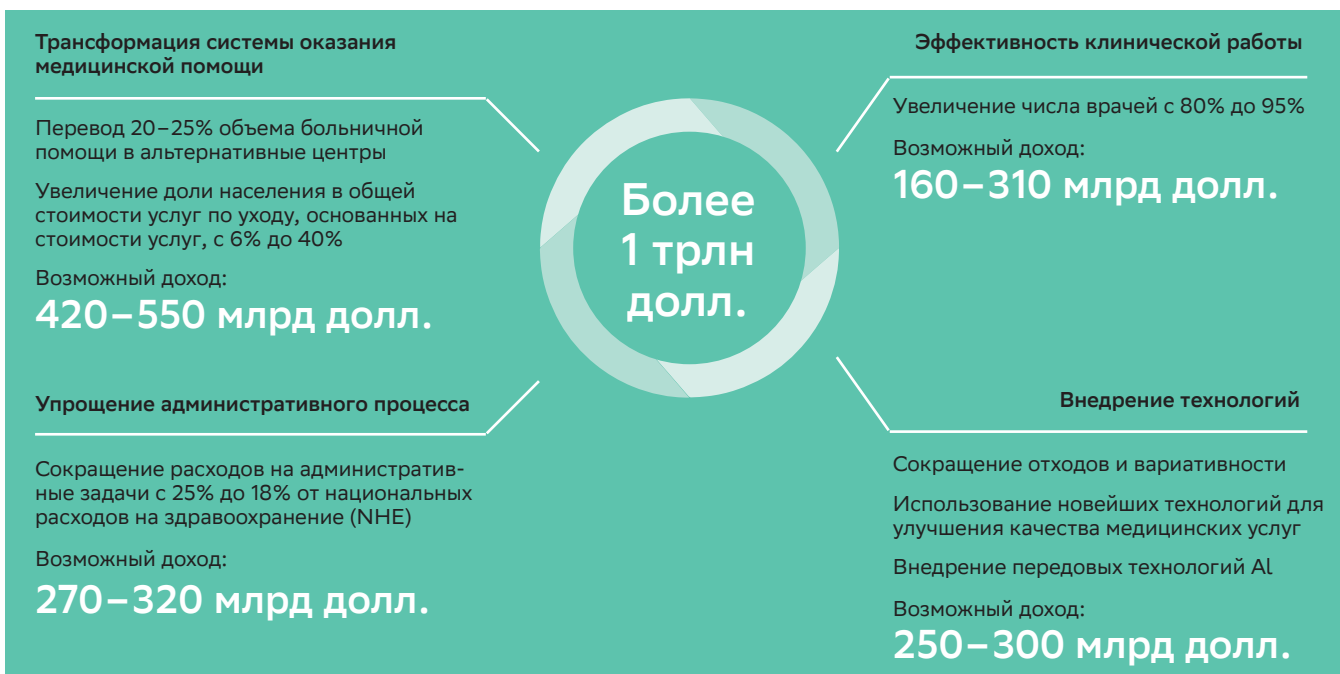 Трансформация системы оказания
медицинской помощи
Перевод 20–25% объема больничной
помощи в альтернативные центры
Увеличение доли населения в общей
стоимости услуг по уходу, основанных на
стоимости услуг, с 6% до 40%
Возможный доход:
420–550 млрд долл.
Эффективность клинической работы
Увеличение числа врачей с 80% до 95%
Возможный доход:
160–310 млрд долл.
Более
1 трлн
долл.
Упрощение административного процесса
Сокращение расходов на административ-
ные задачи с 25% до 18% от национальных
расходов на здравоохранение (NHE)
Возможный доход:
270–320 млрд долл.
Внедрение технологий
Сокращение отходов и вариативности
Использование новейших технологий для
улучшения качества медицинских услуг
Внедрение передовых технологий Al
Возможный доход:
250–300 млрд долл.